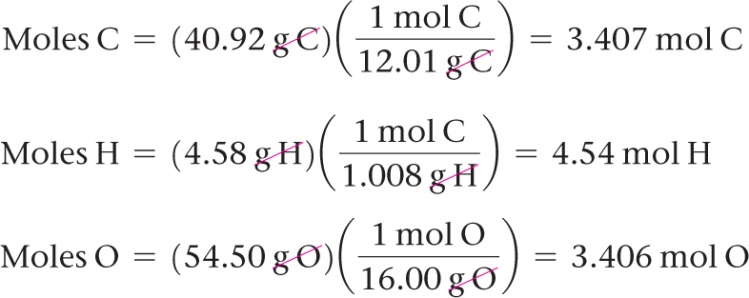 Moles C = (40.92 g C)(1 mol C / 12.01 g C) = 3.407 mol C
Moles H = (4.58 g H)(1 mol C / 1.008 g H) = 4.54 mol H
Moles O = (54.50 g O)(1 mol O / 16.00 g O) = 3.406 mol O